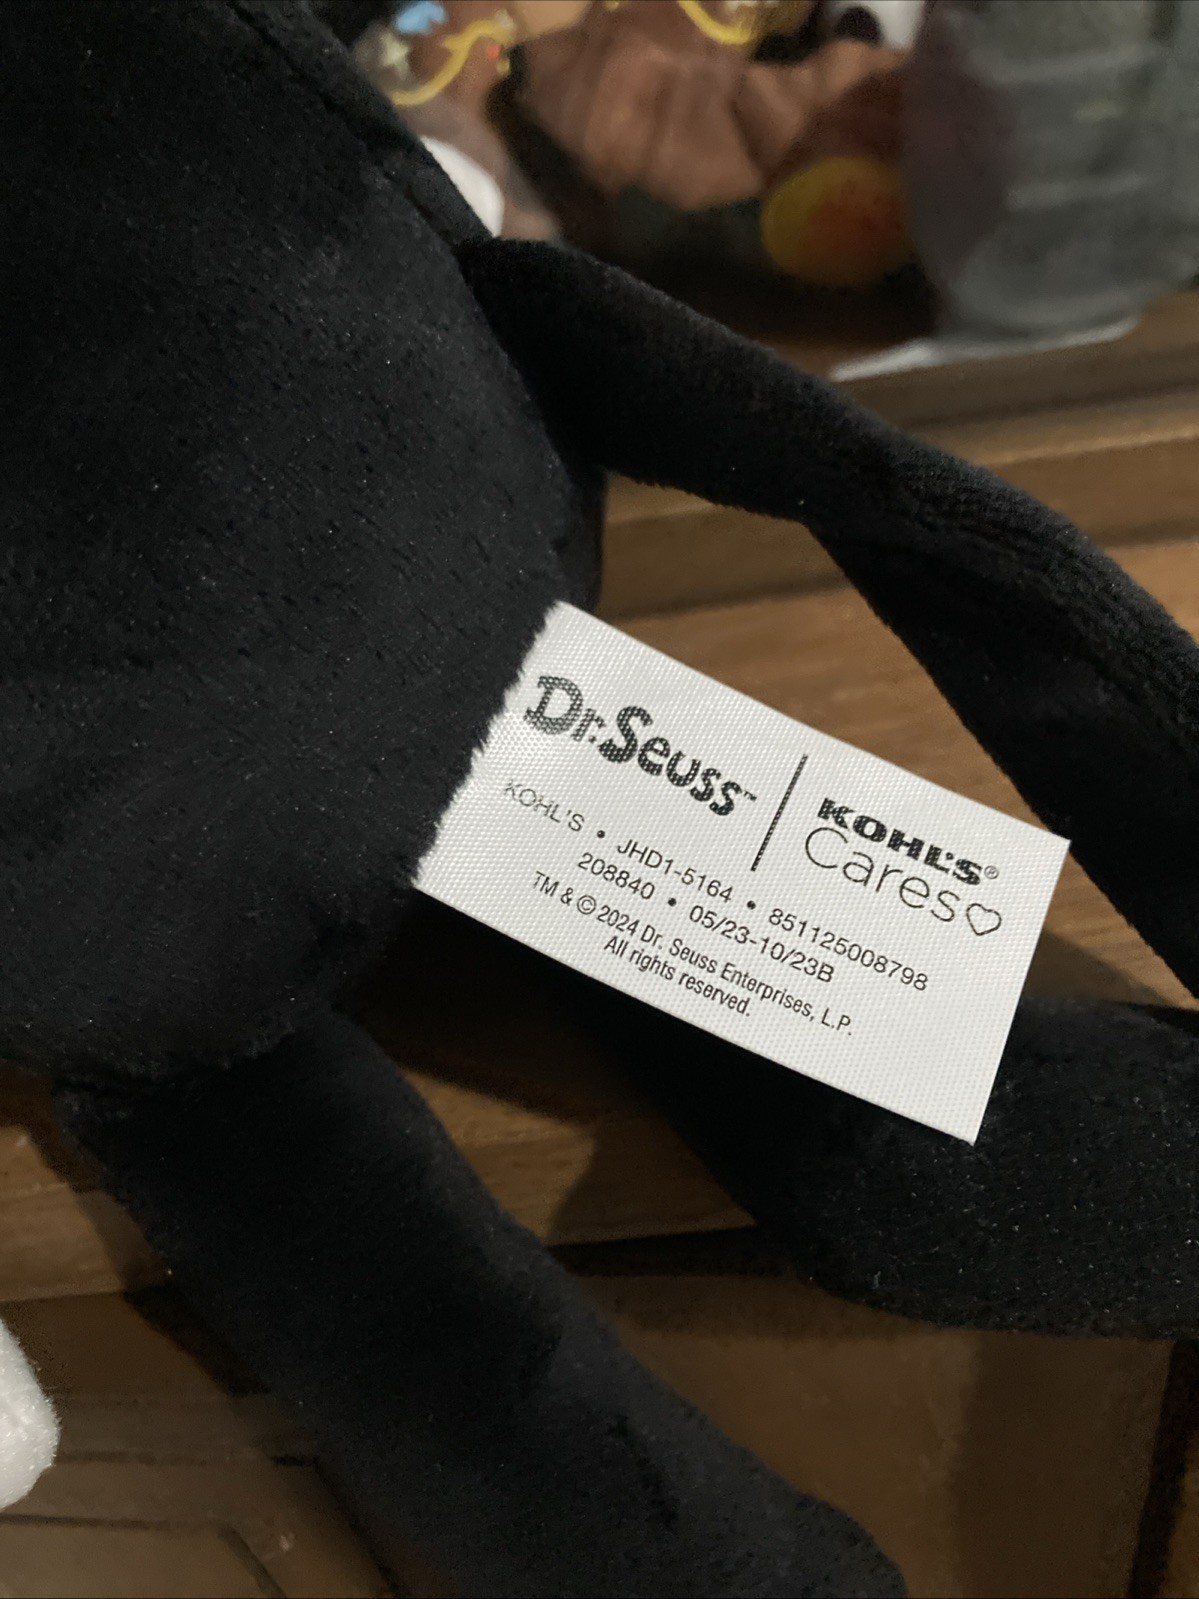 Dr. Seuss™
KOHL'S®
Cares♡
KOHL'S • JHD1-5164 • 851125008798
208840 • 05/23-10/23B
TM & © 2024 Dr. Seuss Enterprises, L.P.
All rights reserved.